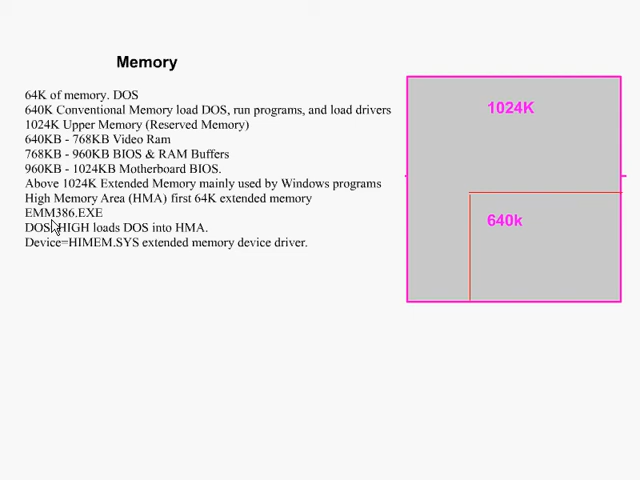 Memory
64K of memory. DOS
640K Conventional Memory load DOS, run programs, and load drivers
1024K Upper Memory (Reserved Memory)
640KB - 768KB Video Ram
768KB - 960KB BIOS & RAM Buffers
960KB - 1024KB Motherboard BIOS.
Above 1024K Extended Memory mainly used by Windows programs
High Memory Area (HMA) first 64K extended memory
EMM386.EXE
DOS=HIGH loads DOS into HMA.
Device=HIMEM.SYS extended memory device driver.
1024K
640k